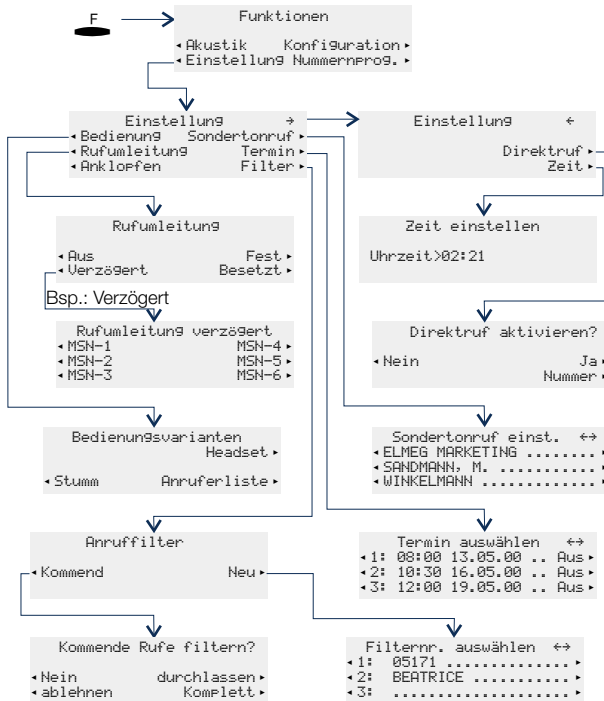 F
Funktionen
Akustik Konfiguration
Einstellung Nummernprog.
Einstellung →
Bedienung Sondertonruf
Rufumleitung Termin
Anklopfen Filter
Einstellung ←
Direktruf
Zeit
Rufumleitung
Aus Fest
Verzögert Besetzt
Bsp.: Verzögert
Zeit einstellen
Uhrzeit>02:21
Rufumleitung verzögert
MSN-1 MSN-4
MSN-2 MSN-5
MSN-3 MSN-6
Direktruf aktivieren?
Nein Ja
Nummer
Bedienungsvarianten
Headset
Stumm Anruferliste
Sondertonruf einst. ↔
ELMEG MARKETING ........
SANDMANN, M. ............
WINKELMANN .............
Anruffilter
Kommend Neu
Termin auswählen ↔
1: 08:00 13.05.00 .. Aus
2: 10:30 16.05.00 .. Aus
3: 12:00 19.05.00 .. Aus
Kommende Rufe filtern?
Nein durchlassen
ablehnen Komplett
Filternr. auswählen ↔
1: 05171 ..............
2: BEATRICE ...........
3: ....................